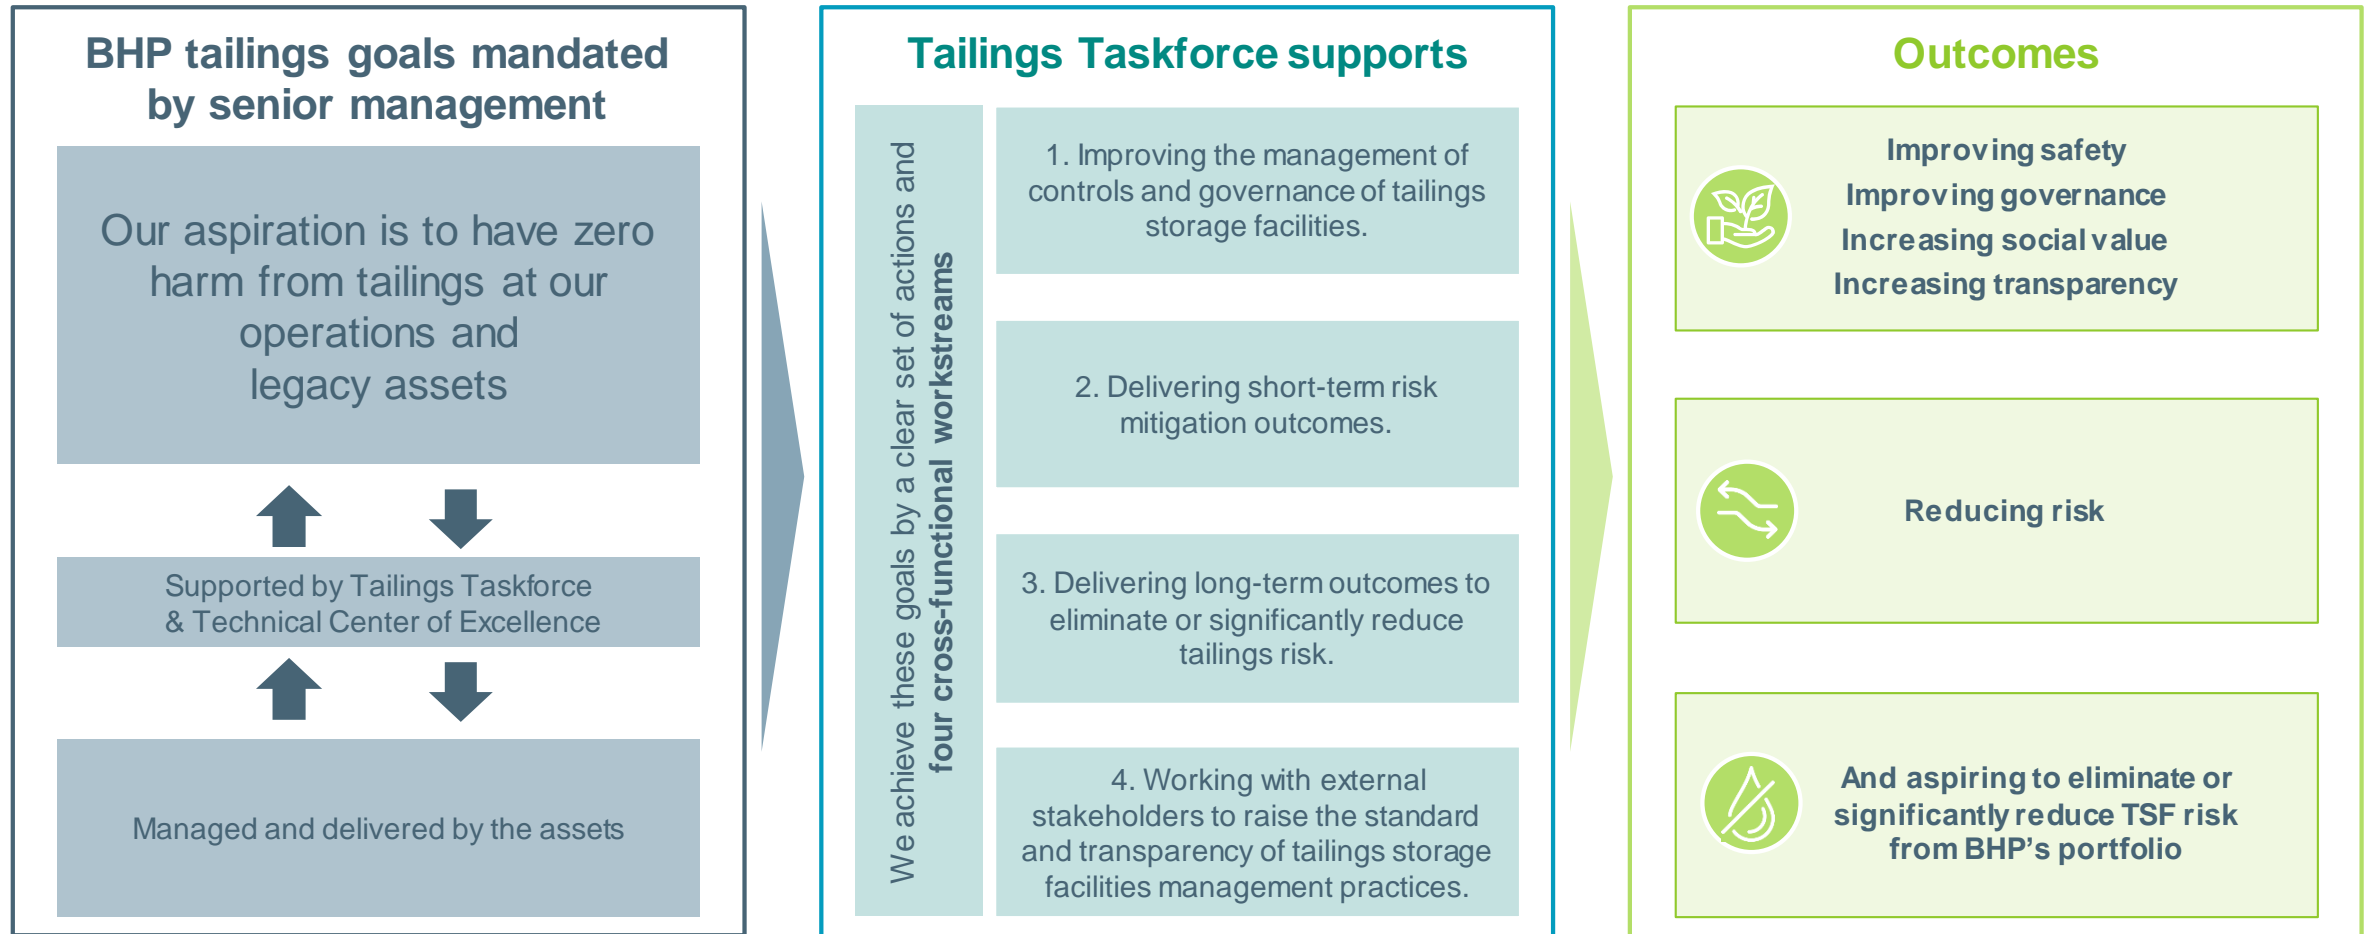 BHP tailings goals mandated
by senior management
Our aspiration is to have zero
harm from tailings at our
operations and
legacy assets
Supported by Tailings Taskforce
& Technical Center of Excellence
Managed and delivered by the assets
Tailings Taskforce supports
We achieve these goals by a clear set of actions and
four cross-functional workstreams
1. Improving the management of
controls and governance of tailings
storage facilities.
2. Delivering short-term risk
mitigation outcomes.
3. Delivering long-term outcomes to
eliminate or significantly reduce
tailings risk.
4. Working with external
stakeholders to raise the standard
and transparency of tailings storage
facilities management practices.
Outcomes
Improving safety
Improving governance
Increasing social value
Increasing transparency
Reducing risk
And aspiring to eliminate or
significantly reduce TSF risk
from BHP’s portfolio